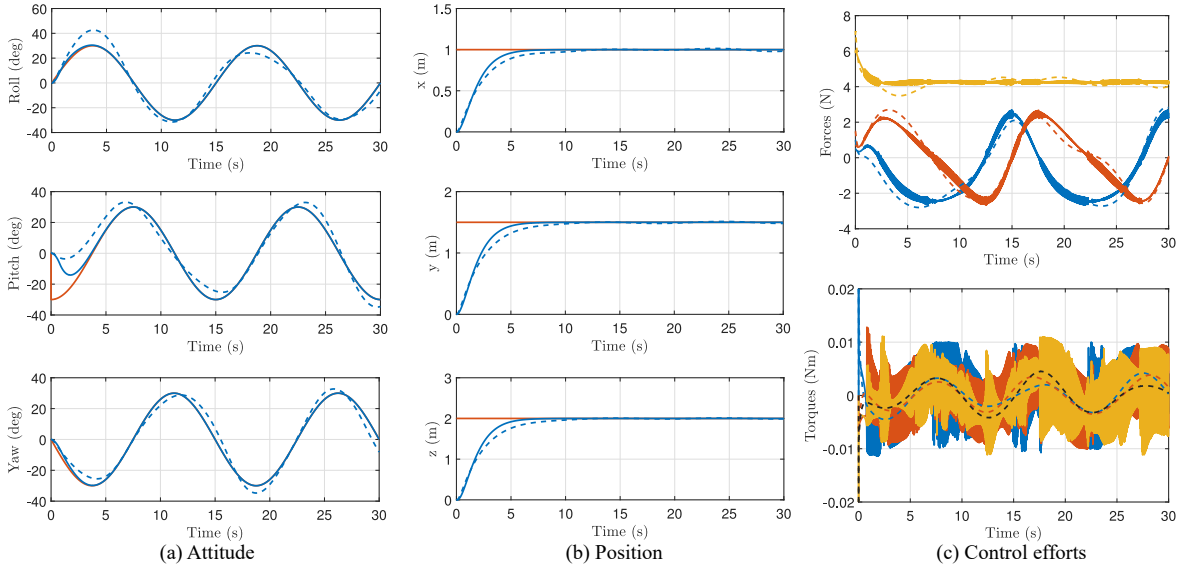 60
40
20
0
-20
-40
Roll (deg)
0 5 10 15 20 25 30
Time (s)
40
20
0
-20
-40
Pitch (deg)
0 5 10 15 20 25 30
Time (s)
40
20
0
-20
-40
Yaw (deg)
0 5 10 15 20 25 30
Time (s)
(a) Attitude
1.5
1
0.5
0
x (m)
0 5 10 15 20 25 30
Time (s)
2
1
0
y (m)
0 5 10 15 20 25 30
Time (s)
3
2
1
0
z (m)
0 5 10 15 20 25 30
Time (s)
(b) Position
8
6
4
2
0
-2
-4
Forces (N)
0 5 10 15 20 25 30
Time (s)
0.02
0.01
0
-0.01
-0.02
Torques (Nm)
0 5 10 15 20 25 30
Time (s)
(c) Control efforts